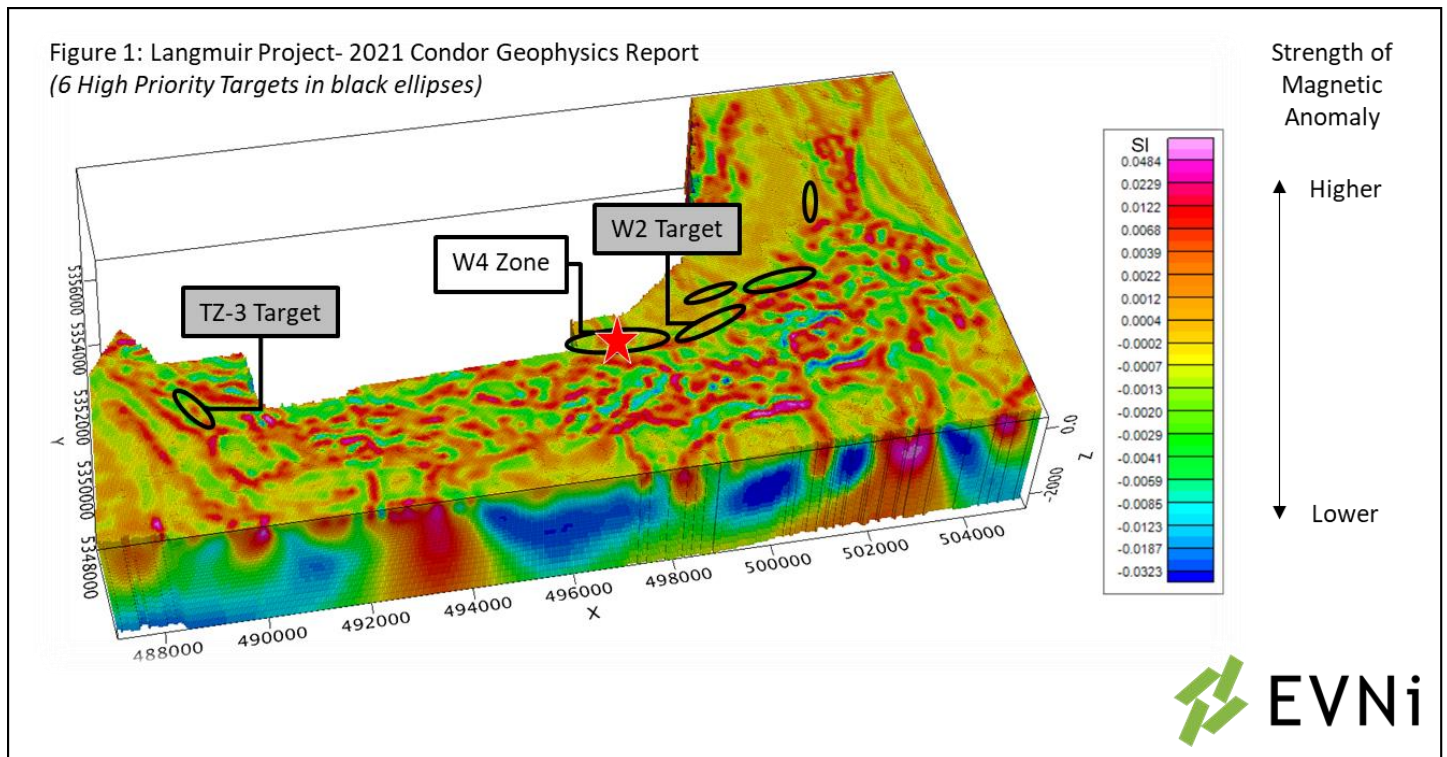 Figure 1: Langmuir Project- 2021 Condor Geophysics Report
(6 High Priority Targets in black ellipses)
Strength of
Magnetic
Anomaly
SI
0.0484
0.0229
0.0122
0.0068
0.0039
0.0022
0.0012
0.0004
-0.0002
-0.0007
-0.0013
-0.0020
-0.0029
-0.0041
-0.0059
-0.0085
-0.0123
-0.0187
-0.0323
Higher
Lower
W2 Target
W4 Zone
TZ-3 Target
5356000
5354000
5352000
5350000
5348000
Y
0.0
-2000
Z
488000
490000
492000
494000
496000
498000
500000
502000
504000
X
EVNi